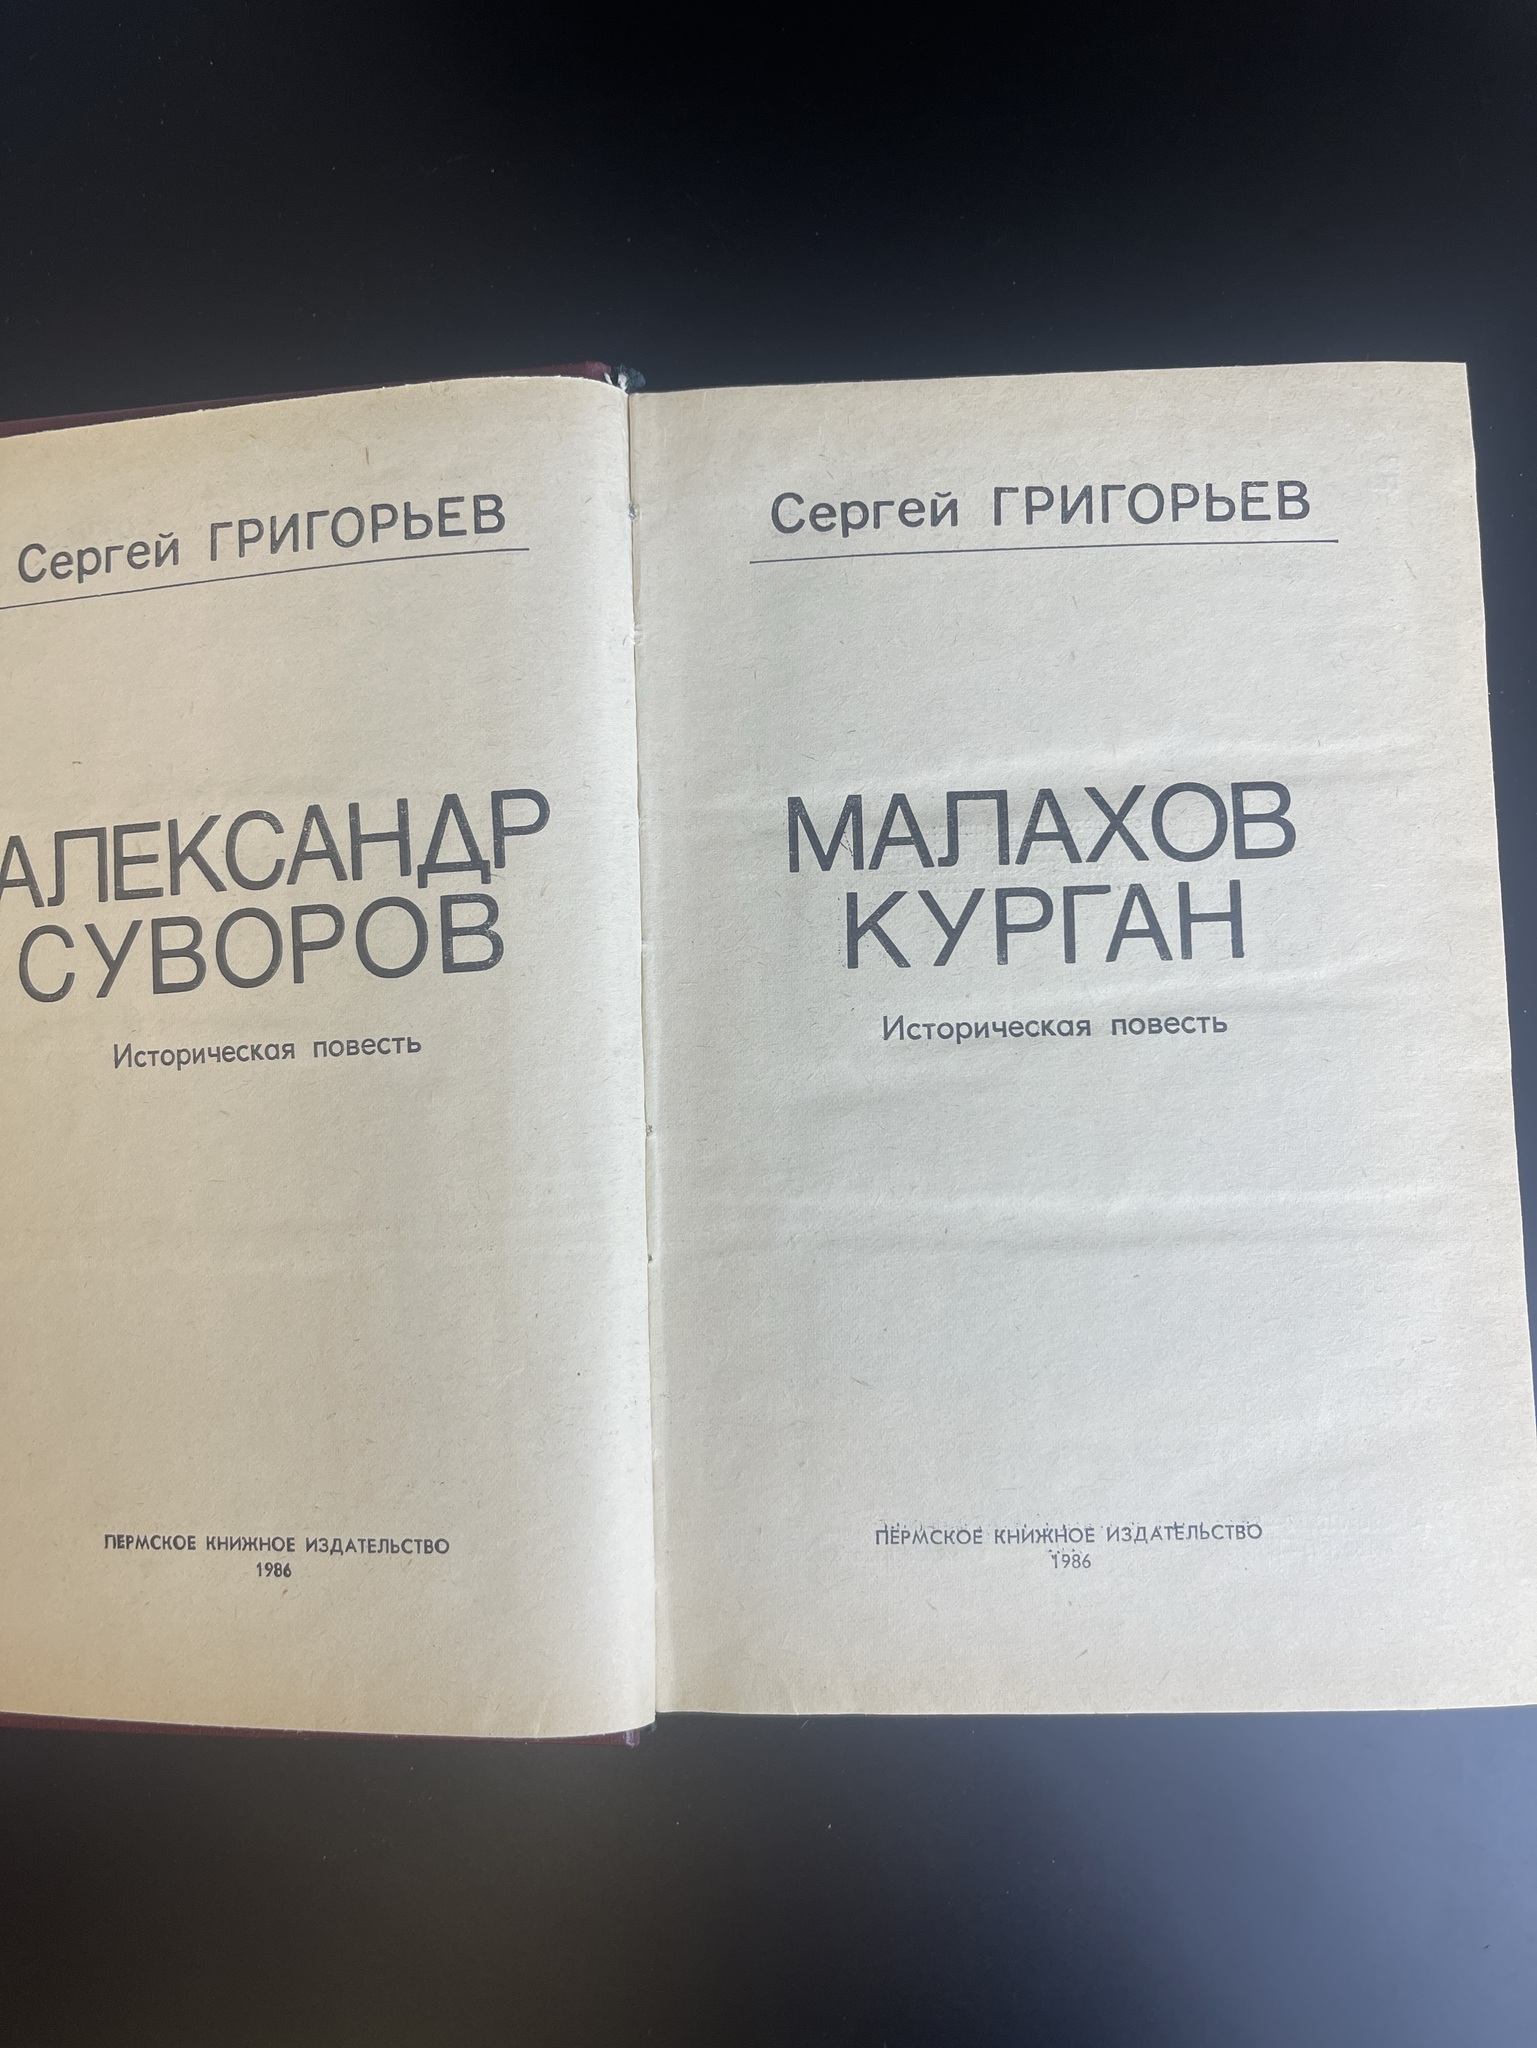 Сергей ГРИГОРЬЕВ
АЛЕКСАНДР
СУВОРОВ
Историческая повесть
ПЕРМСКОЕ КНИЖНОЕ ИЗДАТЕЛЬСТВО
1986
Сергей ГРИГОРЬЕВ
МАЛАХОВ
КУРГАН
Историческая повесть
ПЕРМСКОЕ КНИЖНОЕ ИЗДАТЕЛЬСТВО
1986